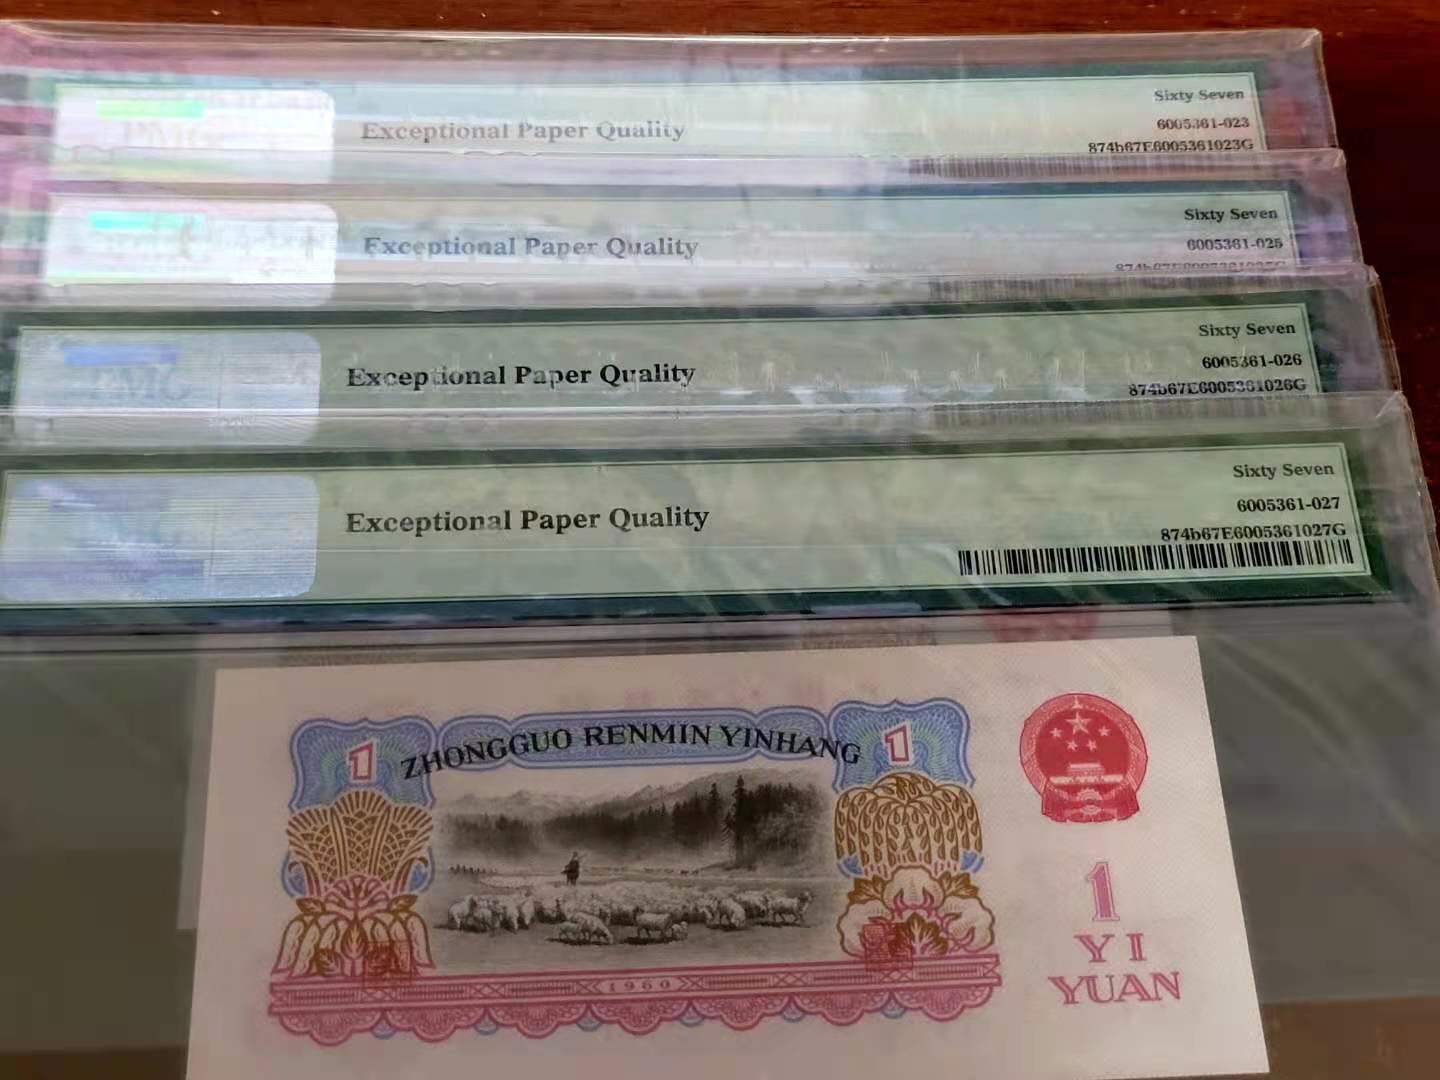 Sixty Seven
Exceptional Paper Quality
6005361-023
874b67E6005361023G
Sixty Seven
Exceptional Paper Quality
6005361-025
Sixty Seven
6005361-026
Exceptional Paper Quality
874b67E6005361026G
Sixty Seven
6005361-027
Exceptional Paper Quality
874b67E6005361027G
1 ZHONGGUO RENMIN YINHANG 1
1
YI
YUAN
1960